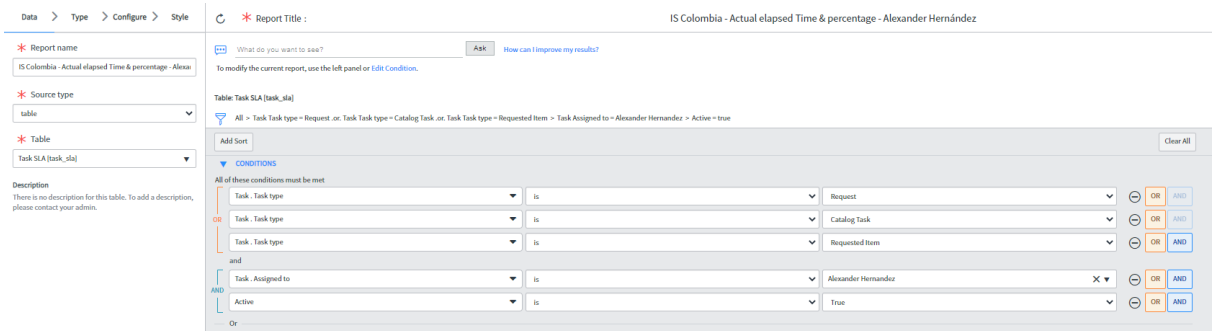 Data > Type > Configure > Style
* Report name
IS Colombia - Actual elapsed Time & percentage - Alexa
* Source type
table
* Table
Task SLA [task_sla]
Description
There is no description for this table. To add a description,
please contact your admin.
* Report Title : IS Colombia - Actual elapsed Time & percentage - Alexander Hernández
What do you want to see? Ask How can I improve my results?
To modify the current report, use the left panel or Edit Condition.
Table: Task SLA [task_sla]
All > Task Task type = Request .or. Task Task type = Catalog Task .or. Task Task type = Requested Item > Task Assigned to = Alexander Hernandez > Active = true
Add Sort Clear All
CONDITIONS
All of these conditions must be met
Task . Task type is Request OR AND
OR Task . Task type is Catalog Task OR AND
Task . Task type is Requested Item OR AND
and
Task . Assigned to is Alexander Hernandez OR AND
AND
Active is True OR AND
Or